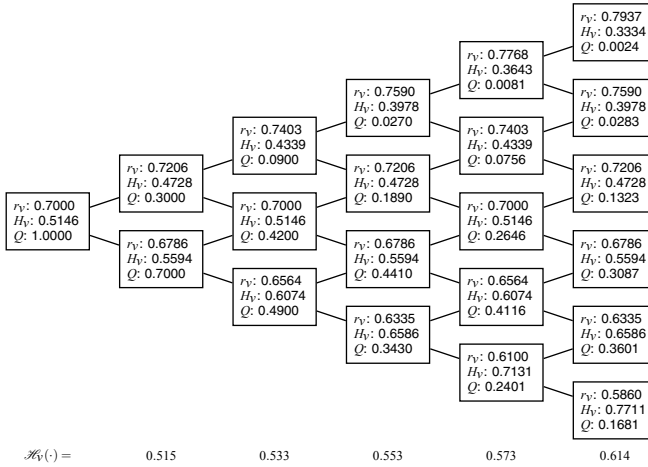 r𝒱: 0.7000
H𝒱: 0.5146
Q: 1.0000
r𝒱: 0.7206
H𝒱: 0.4728
Q: 0.3000
r𝒱: 0.6786
H𝒱: 0.5594
Q: 0.7000
r𝒱: 0.7403
H𝒱: 0.4339
Q: 0.0900
r𝒱: 0.7000
H𝒱: 0.5146
Q: 0.4200
r𝒱: 0.6564
H𝒱: 0.6074
Q: 0.4900
r𝒱: 0.7590
H𝒱: 0.3978
Q: 0.0270
r𝒱: 0.7206
H𝒱: 0.4728
Q: 0.1890
r𝒱: 0.6786
H𝒱: 0.5594
Q: 0.4410
r𝒱: 0.6335
H𝒱: 0.6586
Q: 0.3430
r𝒱: 0.7768
H𝒱: 0.3643
Q: 0.0081
r𝒱: 0.7403
H𝒱: 0.4339
Q: 0.0756
r𝒱: 0.7000
H𝒱: 0.5146
Q: 0.2646
r𝒱: 0.6564
H𝒱: 0.6074
Q: 0.4116
r𝒱: 0.6100
H𝒱: 0.7131
Q: 0.2401
r𝒱: 0.7937
H𝒱: 0.3334
Q: 0.0024
r𝒱: 0.7590
H𝒱: 0.3978
Q: 0.0283
r𝒱: 0.7206
H𝒱: 0.4728
Q: 0.1323
r𝒱: 0.6786
H𝒱: 0.5594
Q: 0.3087
r𝒱: 0.6335
H𝒱: 0.6586
Q: 0.3601
r𝒱: 0.5860
H𝒱: 0.7711
Q: 0.1681
ℋ𝒱(·) = 0.515 0.533 0.553 0.573 0.614